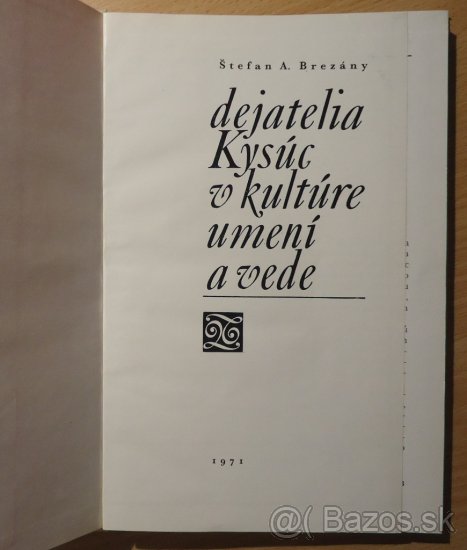 Štefan A. Brezány
dejatelia
Kysúc
v kultúre
umení
a vede
1971
@( Bazos.sk